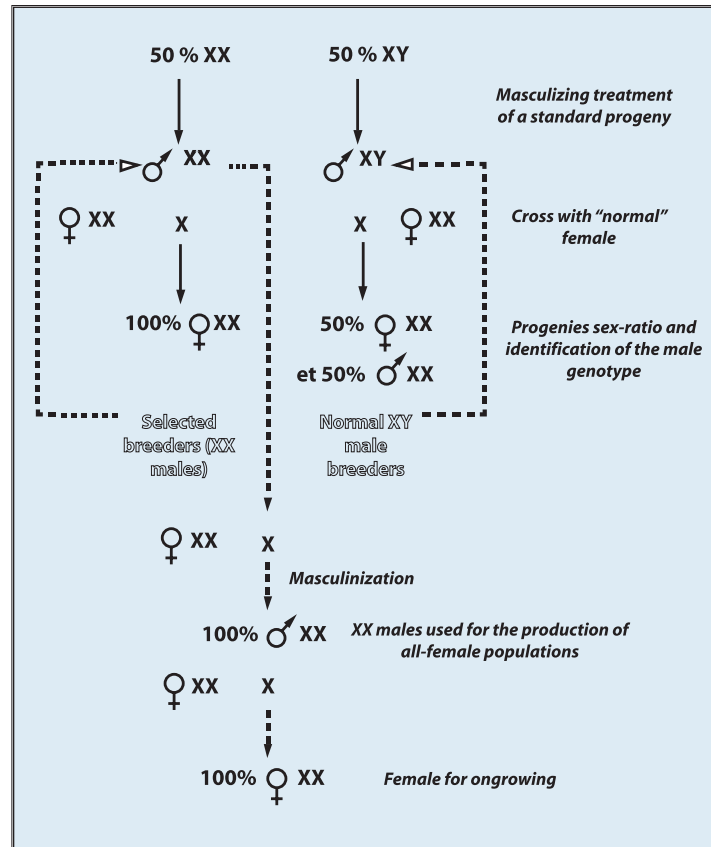 50 % XX
50 % XY
Masculizing treatment
of a standard progeny
XX
XY
XX
X
X
XX
Cross with “normal”
female
100% XX
50% XX
et 50% XX
Progenies sex-ratio and
identification of the male
genotype
Selected
breeders (XX
males)
Normal XY
male
breeders
XX
X
Masculinization
100% XX
XX males used for the production of
all-female populations
XX
X
100% XX
Female for ongrowing